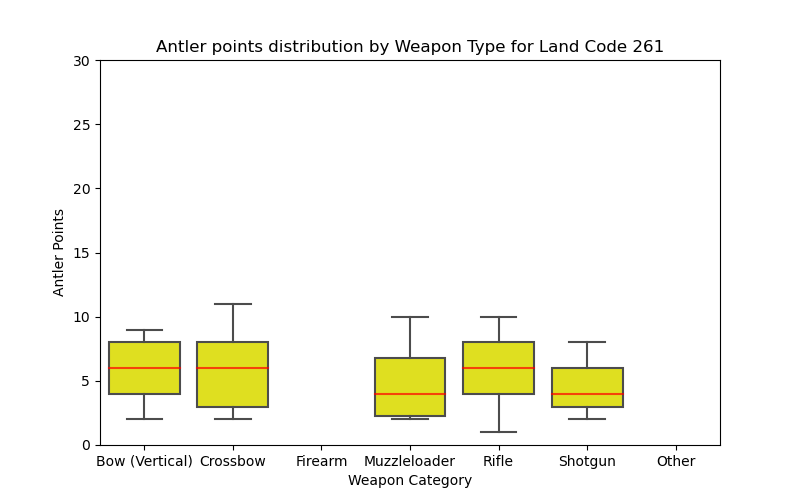 Antler points distribution by Weapon Type for Land Code 261
30
25
20
15
10
5
0
Antler Points
Bow (Vertical) Crossbow Firearm Muzzleloader Rifle Shotgun Other
Weapon Category